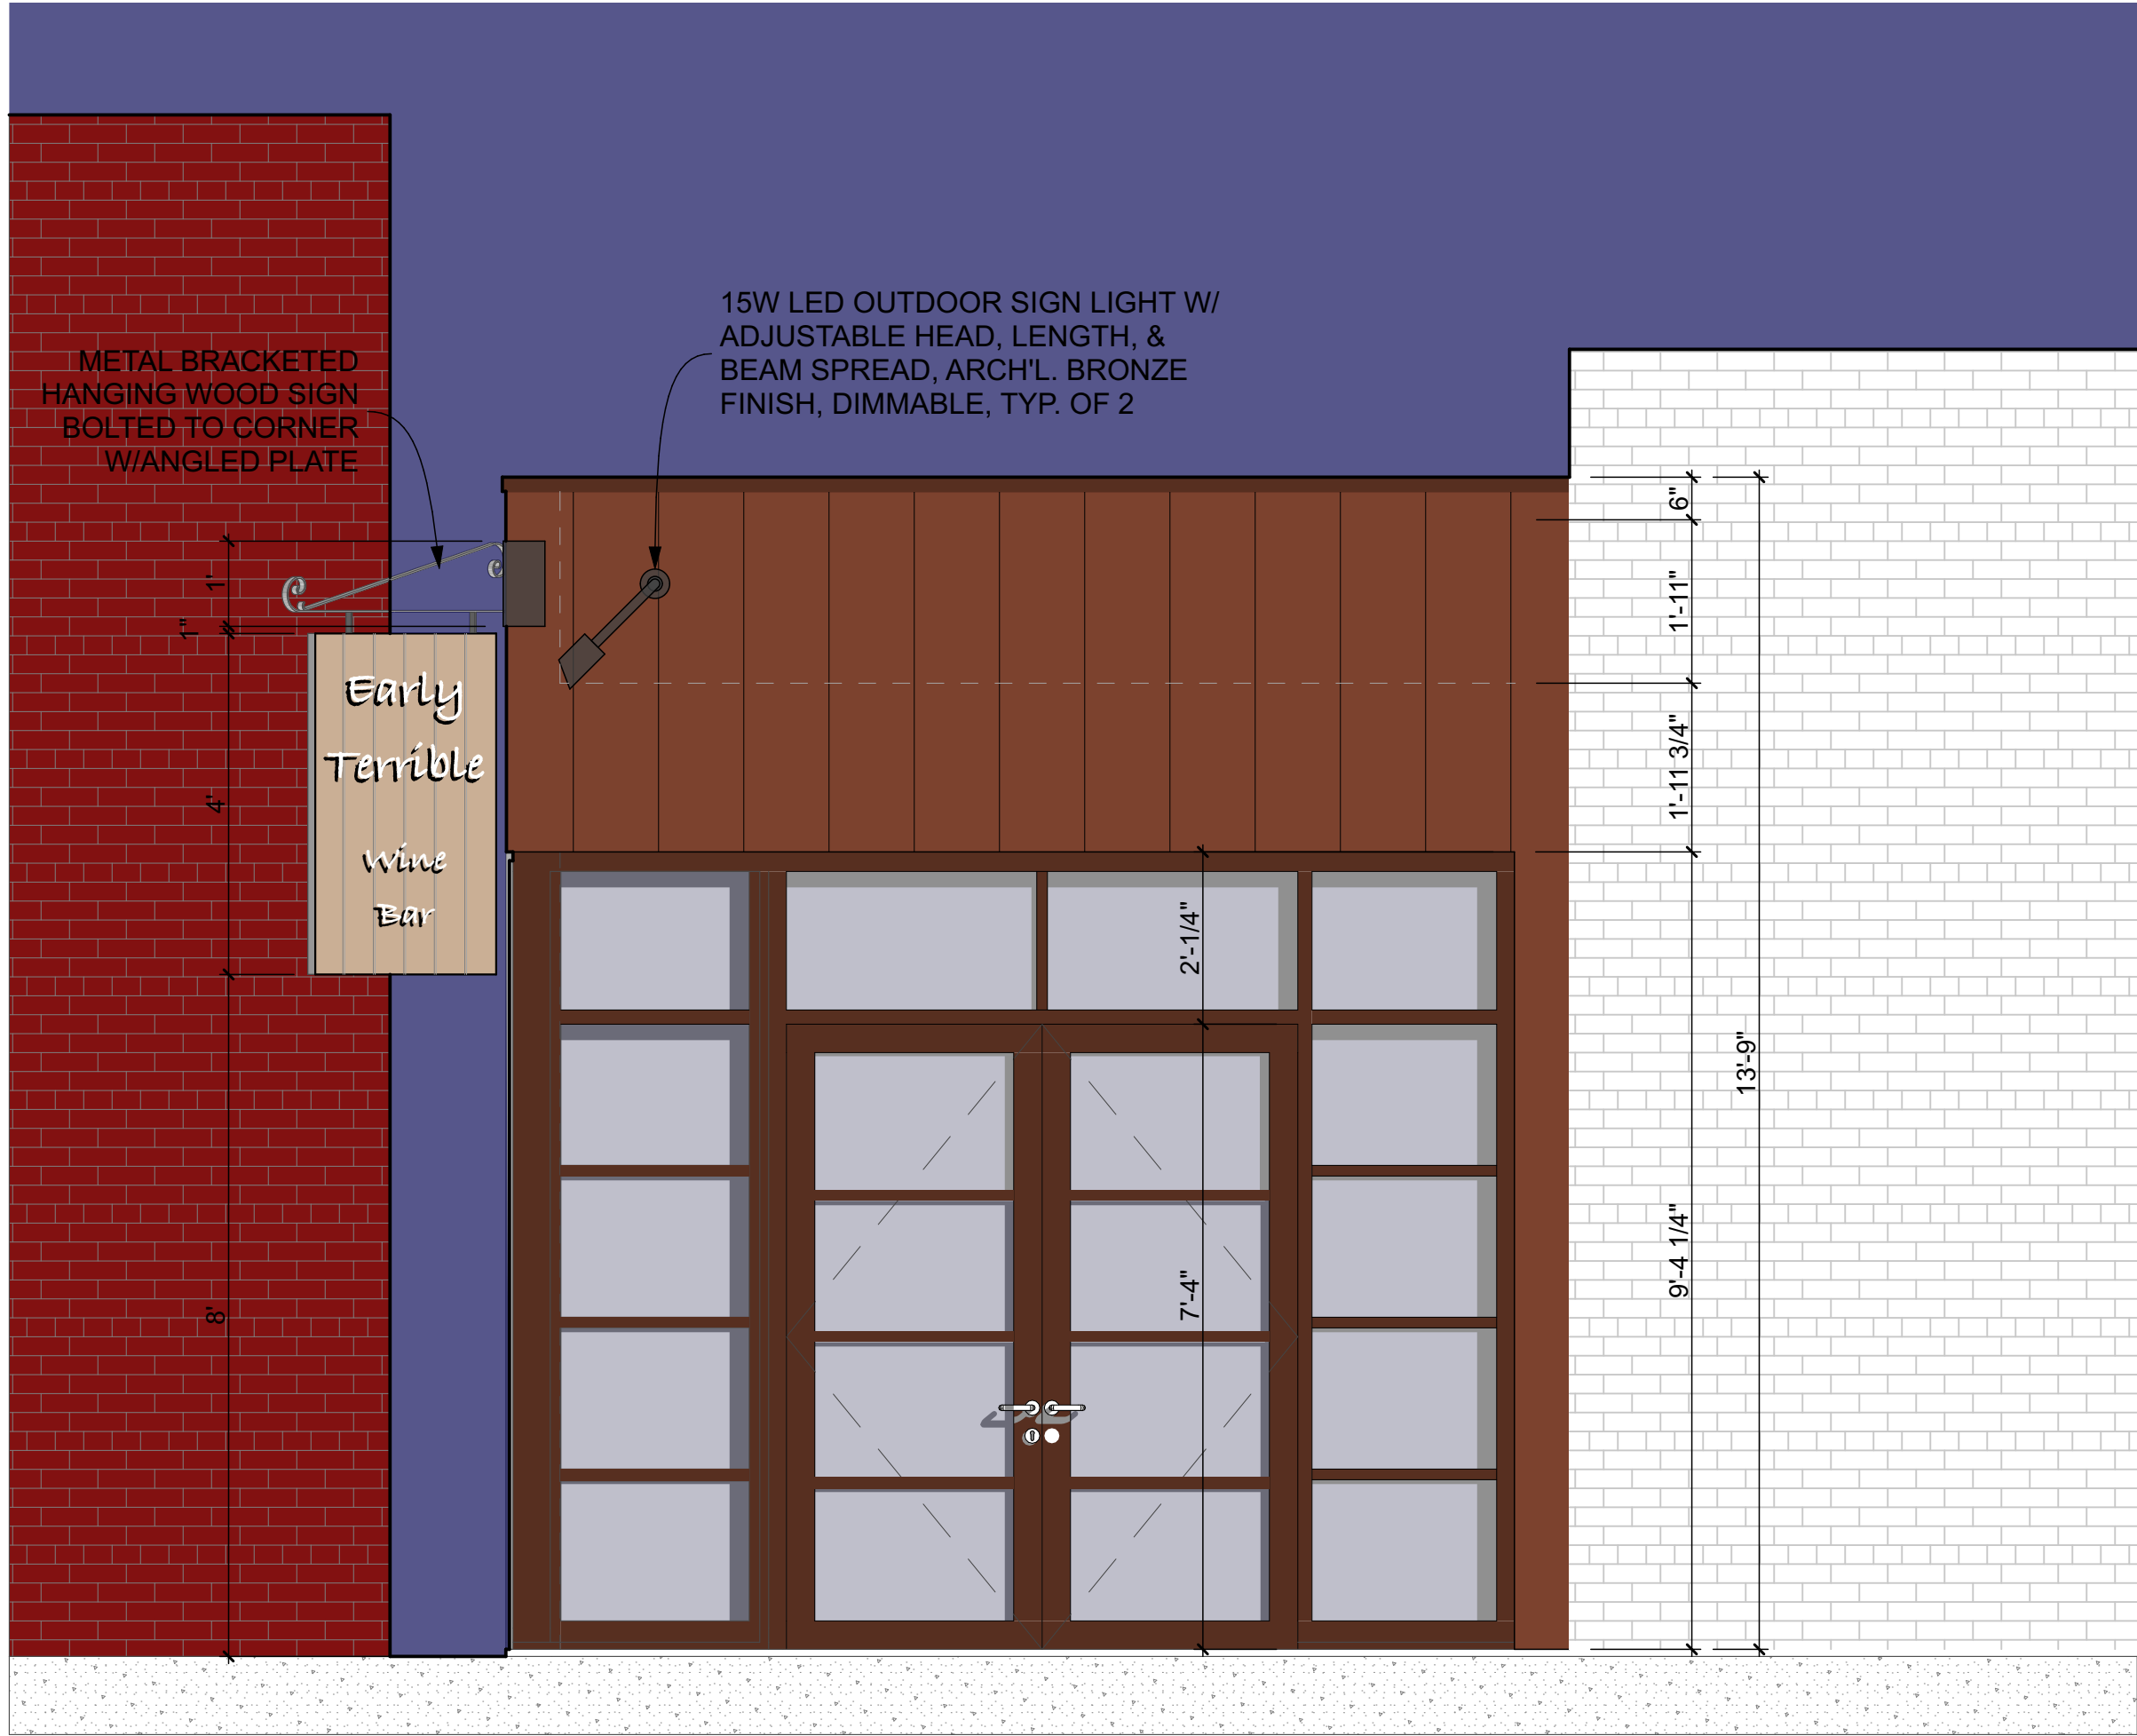 15W LED OUTDOOR SIGN LIGHT W/
ADJUSTABLE HEAD, LENGTH, &
BEAM SPREAD, ARCH'L. BRONZE
FINISH, DIMMABLE, TYP. OF 2
METAL BRACKETED
HANGING WOOD SIGN
BOLTED TO CORNER
W/ANGLED PLATE
1'
1"
4'
8'
Early
Terrible
Wine
Bar
2'-1/4"
7'-4"
6"
1'-11"
1'-11 3/4"
9'-4 1/4"
13'-9"